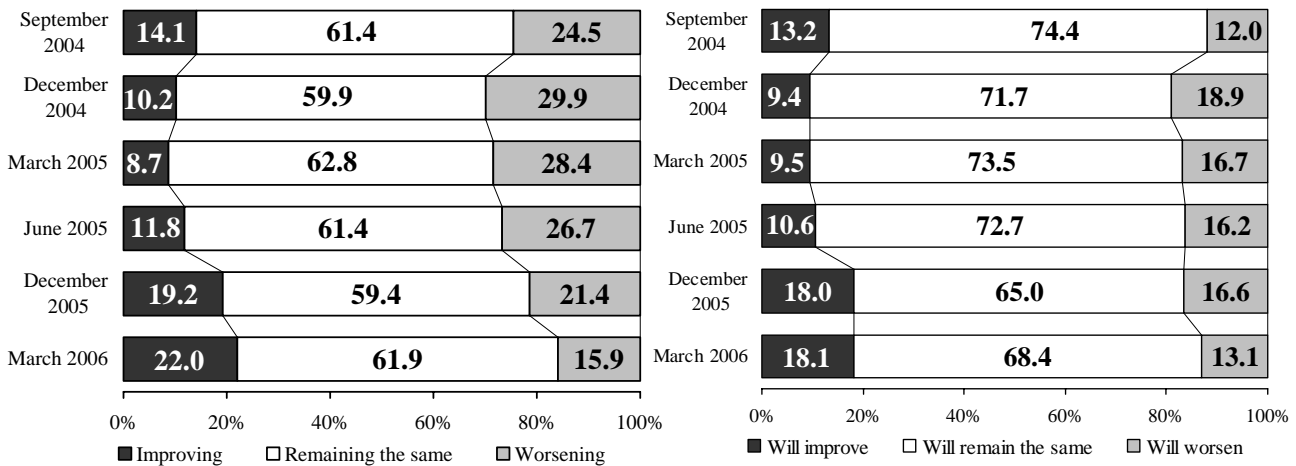 September
2004
14.1 61.4 24.5
December
2004
10.2 59.9 29.9
March 2005 8.7 62.8 28.4
June 2005 11.8 61.4 26.7
December
2005
19.2 59.4 21.4
March 2006 22.0 61.9 15.9
0% 20% 40% 60% 80% 100%
Improving Remaining the same Worsening
September
2004
13.2 74.4 12.0
December
2004
9.4 71.7 18.9
March 2005 9.5 73.5 16.7
June 2005 10.6 72.7 16.2
December
2005
18.0 65.0 16.6
March 2006 18.1 68.4 13.1
0% 20% 40% 60% 80% 100%
Will improve Will remain the same Will worsen